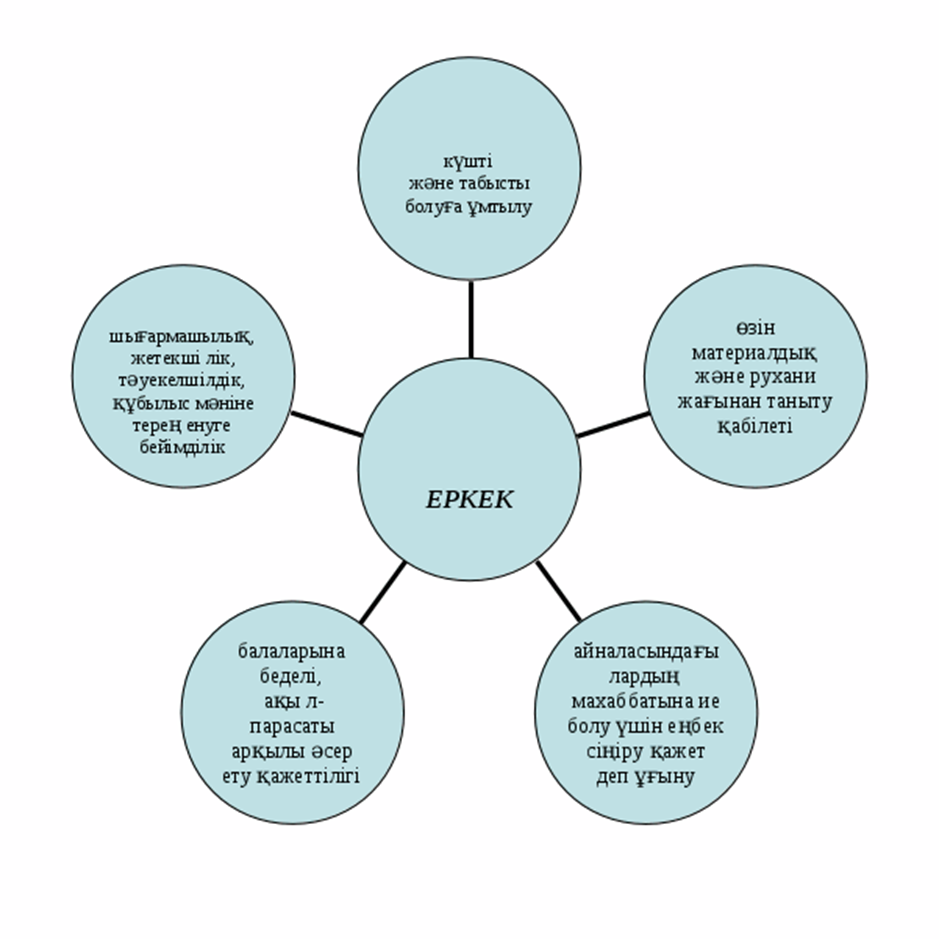 күшті
және табысты
болуға ұмтылу
шығармашылық,
жетекші лік,
тәуекелшілдік,
құбылыс мәніне
терең енуге
бейімділік
өзін
материалдық
және рухани
жағынан таныту
қабілеті
ЕРКЕК
балаларына
беделі,
ақы л-
парасаты
арқылы әсер
ету қажеттілігі
айналасындағы
лардың
махаббатына ие
болу үшін еңбек
сіңіру қажет
деп ұғыну